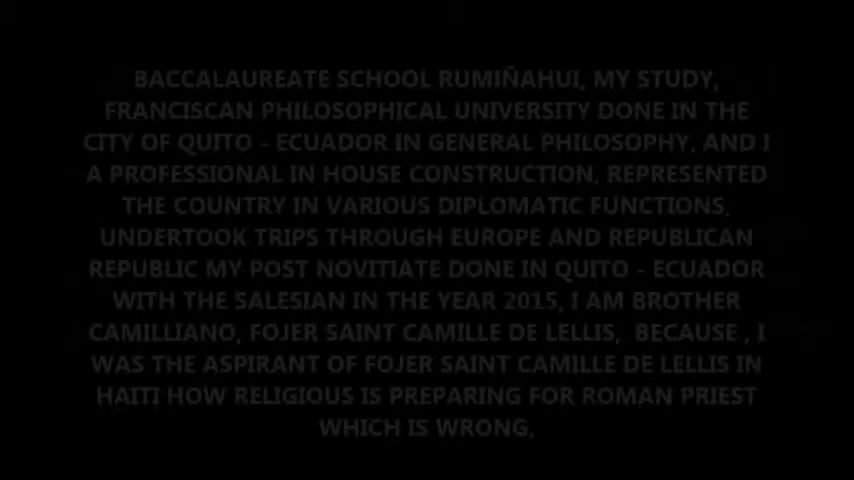 BACCALAUREATE SCHOOL RUMIÑAHUI, MY STUDY,
FRANCISCAN PHILOSOPHICAL UNIVERSITY DONE IN THE
CITY OF QUITO - ECUADOR IN GENERAL PHILOSOPHY, AND I
A PROFESSIONAL IN HOUSE CONSTRUCTION, REPRESENTED
THE COUNTRY IN VARIOUS DIPLOMATIC FUNCTIONS,
UNDERTOOK TRIPS THROUGH EUROPE AND REPUBLICAN
REPUBLIC MY POST NOVITIATE DONE IN QUITO - ECUADOR
WITH THE SALESIAN IN THE YEAR 2015, I AM BROTHER
CAMILLIANO, FOJER SAINT CAMILLE DE LELLIS,  BECAUSE , I
WAS THE ASPIRANT OF FOJER SAINT CAMILLE DE LELLIS IN
HAITI HOW RELIGIOUS IS PREPARING FOR ROMAN PRIEST
WHICH IS WRONG,